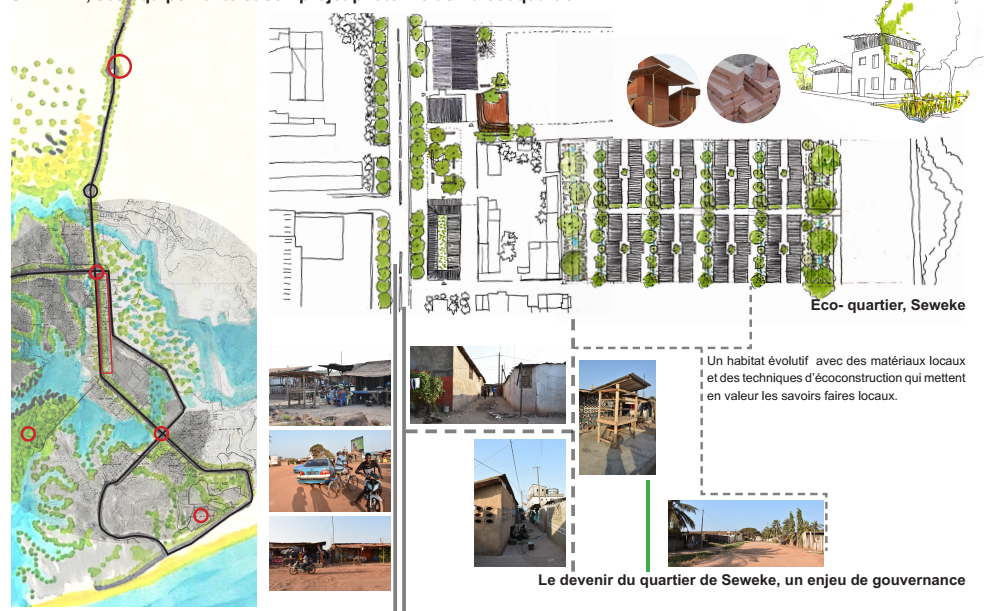 Eco- quartier, Seweke
Un habitat évolutif avec des matériaux locaux
et des techniques d'écoconstruction qui mettent
en valeur les savoirs faires locaux.
Le devenir du quartier de Seweke, un enjeu de gouvernance